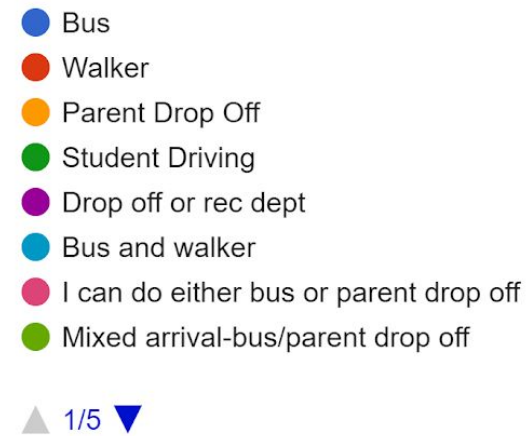 Bus
Walker
Parent Drop Off
Student Driving
Drop off or rec dept
Bus and walker
I can do either bus or parent drop off
Mixed arrival-bus/parent drop off
1/5